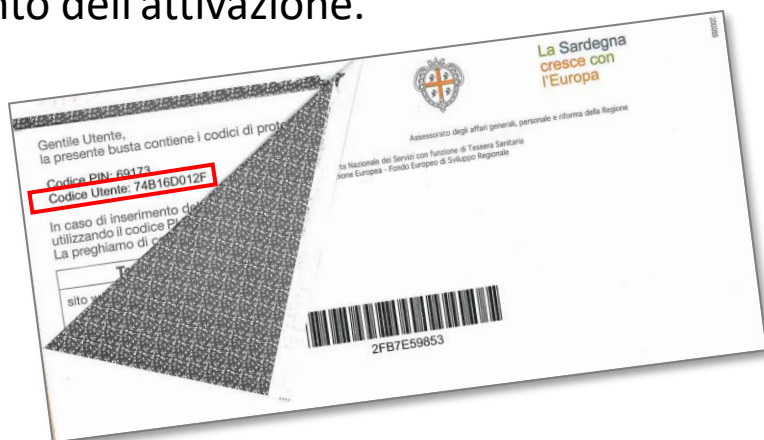 nto dell'attivazione.
200058
La Sardegna
cresce con
l'Europa
Assessorato degli affari generali, personale e riforma della Regione
ta Nazionale dei Servizi con funzione di Tessera Sanitaria
ione Europea - Fondo Europeo di Sviluppo Regionale
Gentile Utente,
la presente busta contiene i codici di prote
Codice PIN: 69173
Codice Utente: 74B16D012F
In caso di inserimento de
utilizzando il codice PU
La preghiamo di c
sito
2FB7E59853